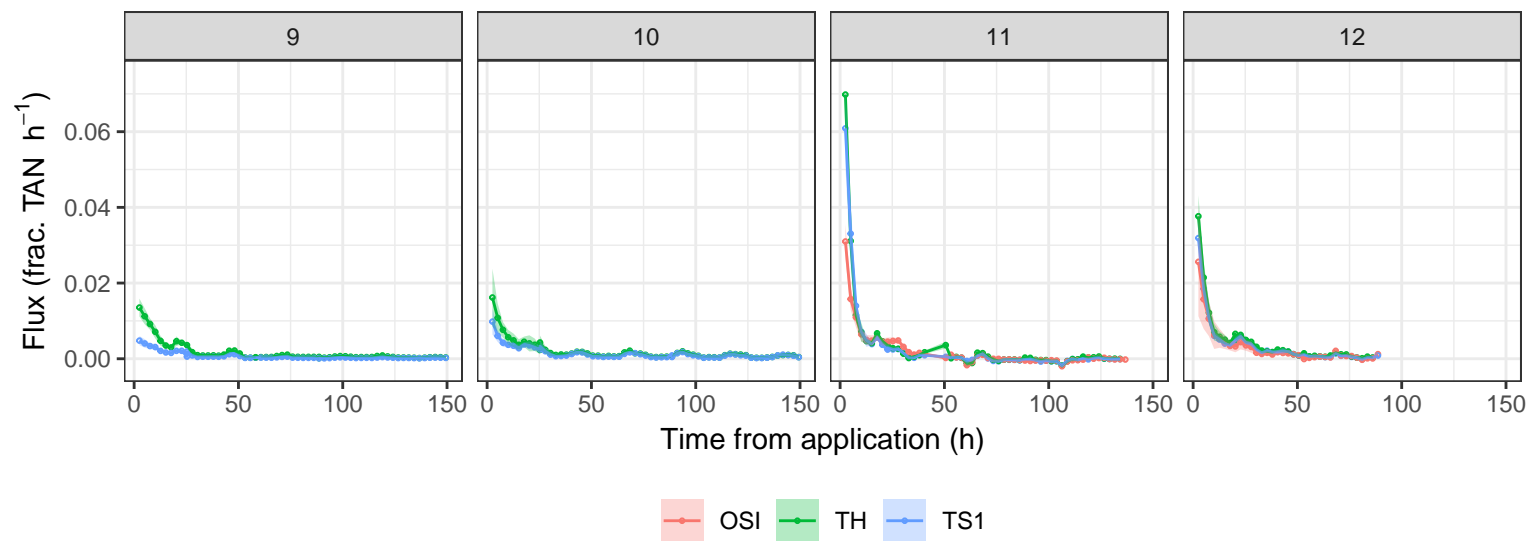 9 10 11 12
Flux (frac. TAN h⁻¹)
0.06
0.04
0.02
0.00
0 50 100 150 0 50 100 150 0 50 100 150 0 50 100 150
Time from application (h)
OSI TH TS1